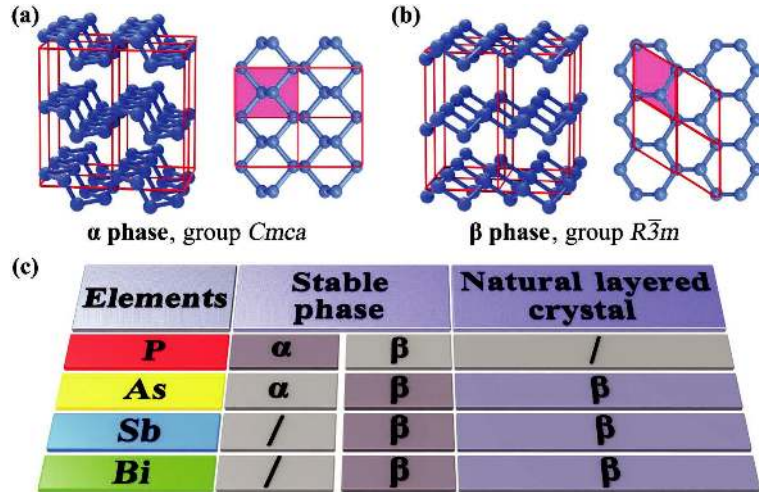 (a)
(b)
α phase, group Cmca
β phase, group R3̅m
(c)
Elements
Stable phase
Natural layered crystal
P α β /
As α β β
Sb / β β
Bi / β β